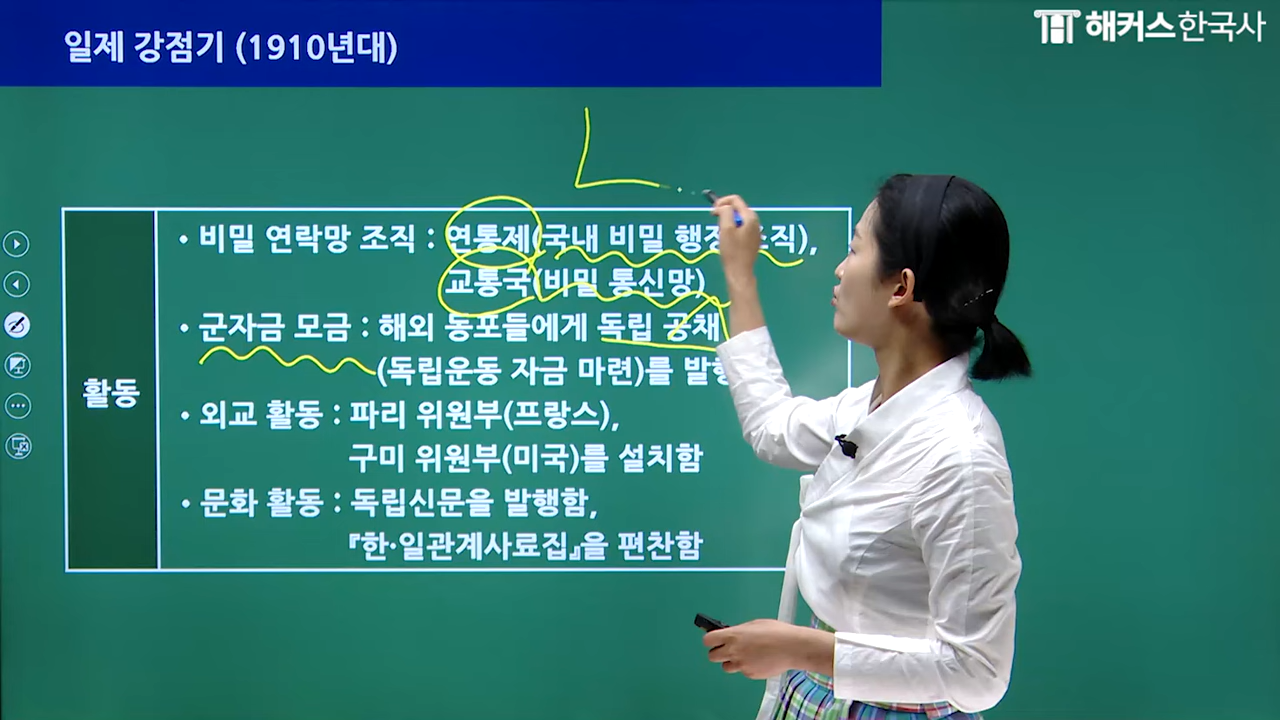 일제 강점기 (1910년대)
해커스한국사
활동
• 비밀 연락망 조직 : 연통제(국내 비밀 행정 조직),
교통국(비밀 통신망)
• 군자금 모금 : 해외 동포들에게 독립 공채
(독립운동 자금 마련)를 발행
• 외교 활동 : 파리 위원부(프랑스),
구미 위원부(미국)를 설치함
• 문화 활동 : 독립신문을 발행함,
『한·일관계사료집』을 편찬함